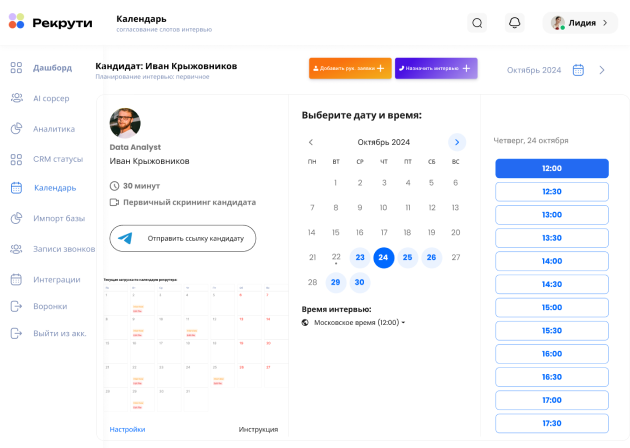 Рекрути
Календарь
согласование слотов интервью
Лидия
Дашборд
AI сорсер
Аналитика
CRM статусы
Календарь
Импорт базы
Записи звонков
Интеграции
Воронки
Выйти из акк.
Кандидат: Иван Крыжовников
Планирование интервью: первичное
Добавить рук. заявка +
Назначить интервью +
Октябрь 2024
Data Analyst
Иван Крыжовников
30 минут
Первичный скрининг кандидата
Отправить ссылку кандидату
Текущая загрузка по календарю рекрутера:
Настройки
Инструкция
Выберите дату и время:
Октябрь 2024
ПН ВТ СР ЧТ ПТ СБ ВС
1 2 3 4 5 6
7 8 9 10 11 12 13
14 15 16 17 18 19 20
21 22 23 24 25 26 27
28 29 30
Время интервью:
Московское время (12:00)
Четверг, 24 октября
12:00
12:30
13:00
13:30
14:00
14:30
15:00
15:30
16:00
16:30
17:00
17:30